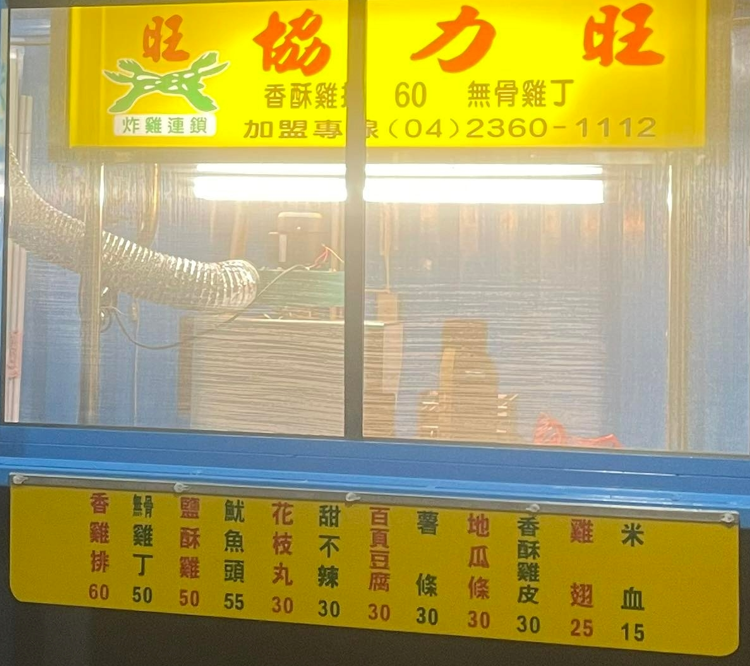 旺 協力旺
香酥雞 60 無骨雞丁
炸雞連鎖
加盟專線(04)2360-1112
香雞排 60
無骨雞丁 50
鹽酥雞 50
魷魚頭 55
花枝丸 30
甜不辣 30
百頁豆腐 30
薯條 30
地瓜條 30
香酥雞皮 30
雞翅 25
米血 15